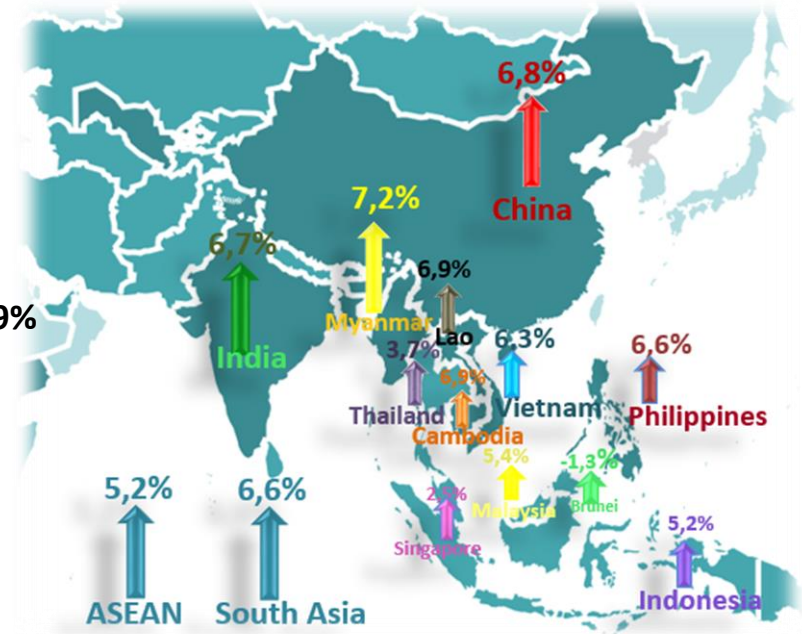 6,8%
China
7,2%
Myanmar
6,7%
India
9%
6,9%
Lao
3,7%
Thailand
6,9%
Cambodia
6,3%
Vietnam
6,6%
Philippines
5,4%
Malaysia
-1,3%
Brunei
Singapore
5,2%
Indonesia
5,2%
ASEAN
6,6%
South Asia